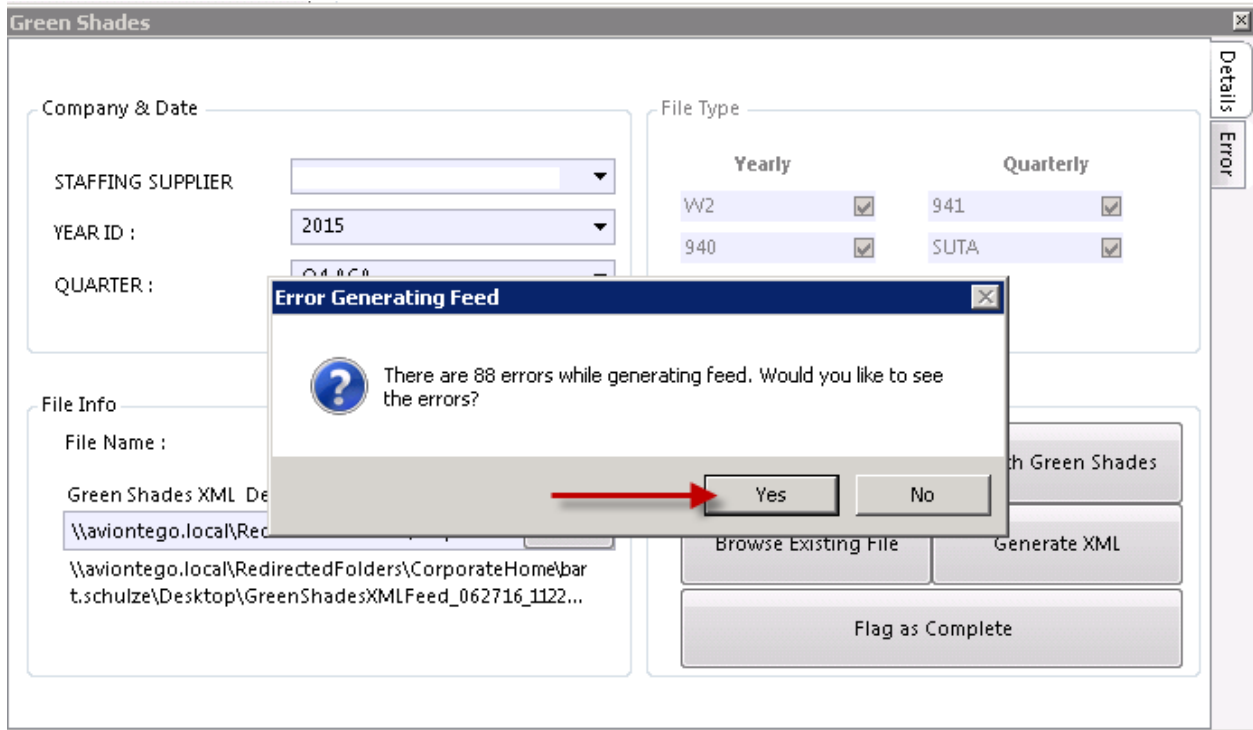 Green Shades
Details
Error
Company & Date
STAFFING SUPPLIER
YEAR ID :
2015
QUARTER :
File Type
Yearly
Quarterly
W2
941
940
SUTA
Error Generating Feed
There are 88 errors while generating feed. Would you like to see
the errors?
Yes
No
File Info
File Name :
Green Shades XML De
\\aviontego.local\Rec
\\aviontego.local\RedirectedFolders\CorporateHome\bar
t.schulze\Desktop\GreenShadesXMLFeed_062716_1122...
th Green Shades
Browse Existing File
Generate XML
Flag as Complete